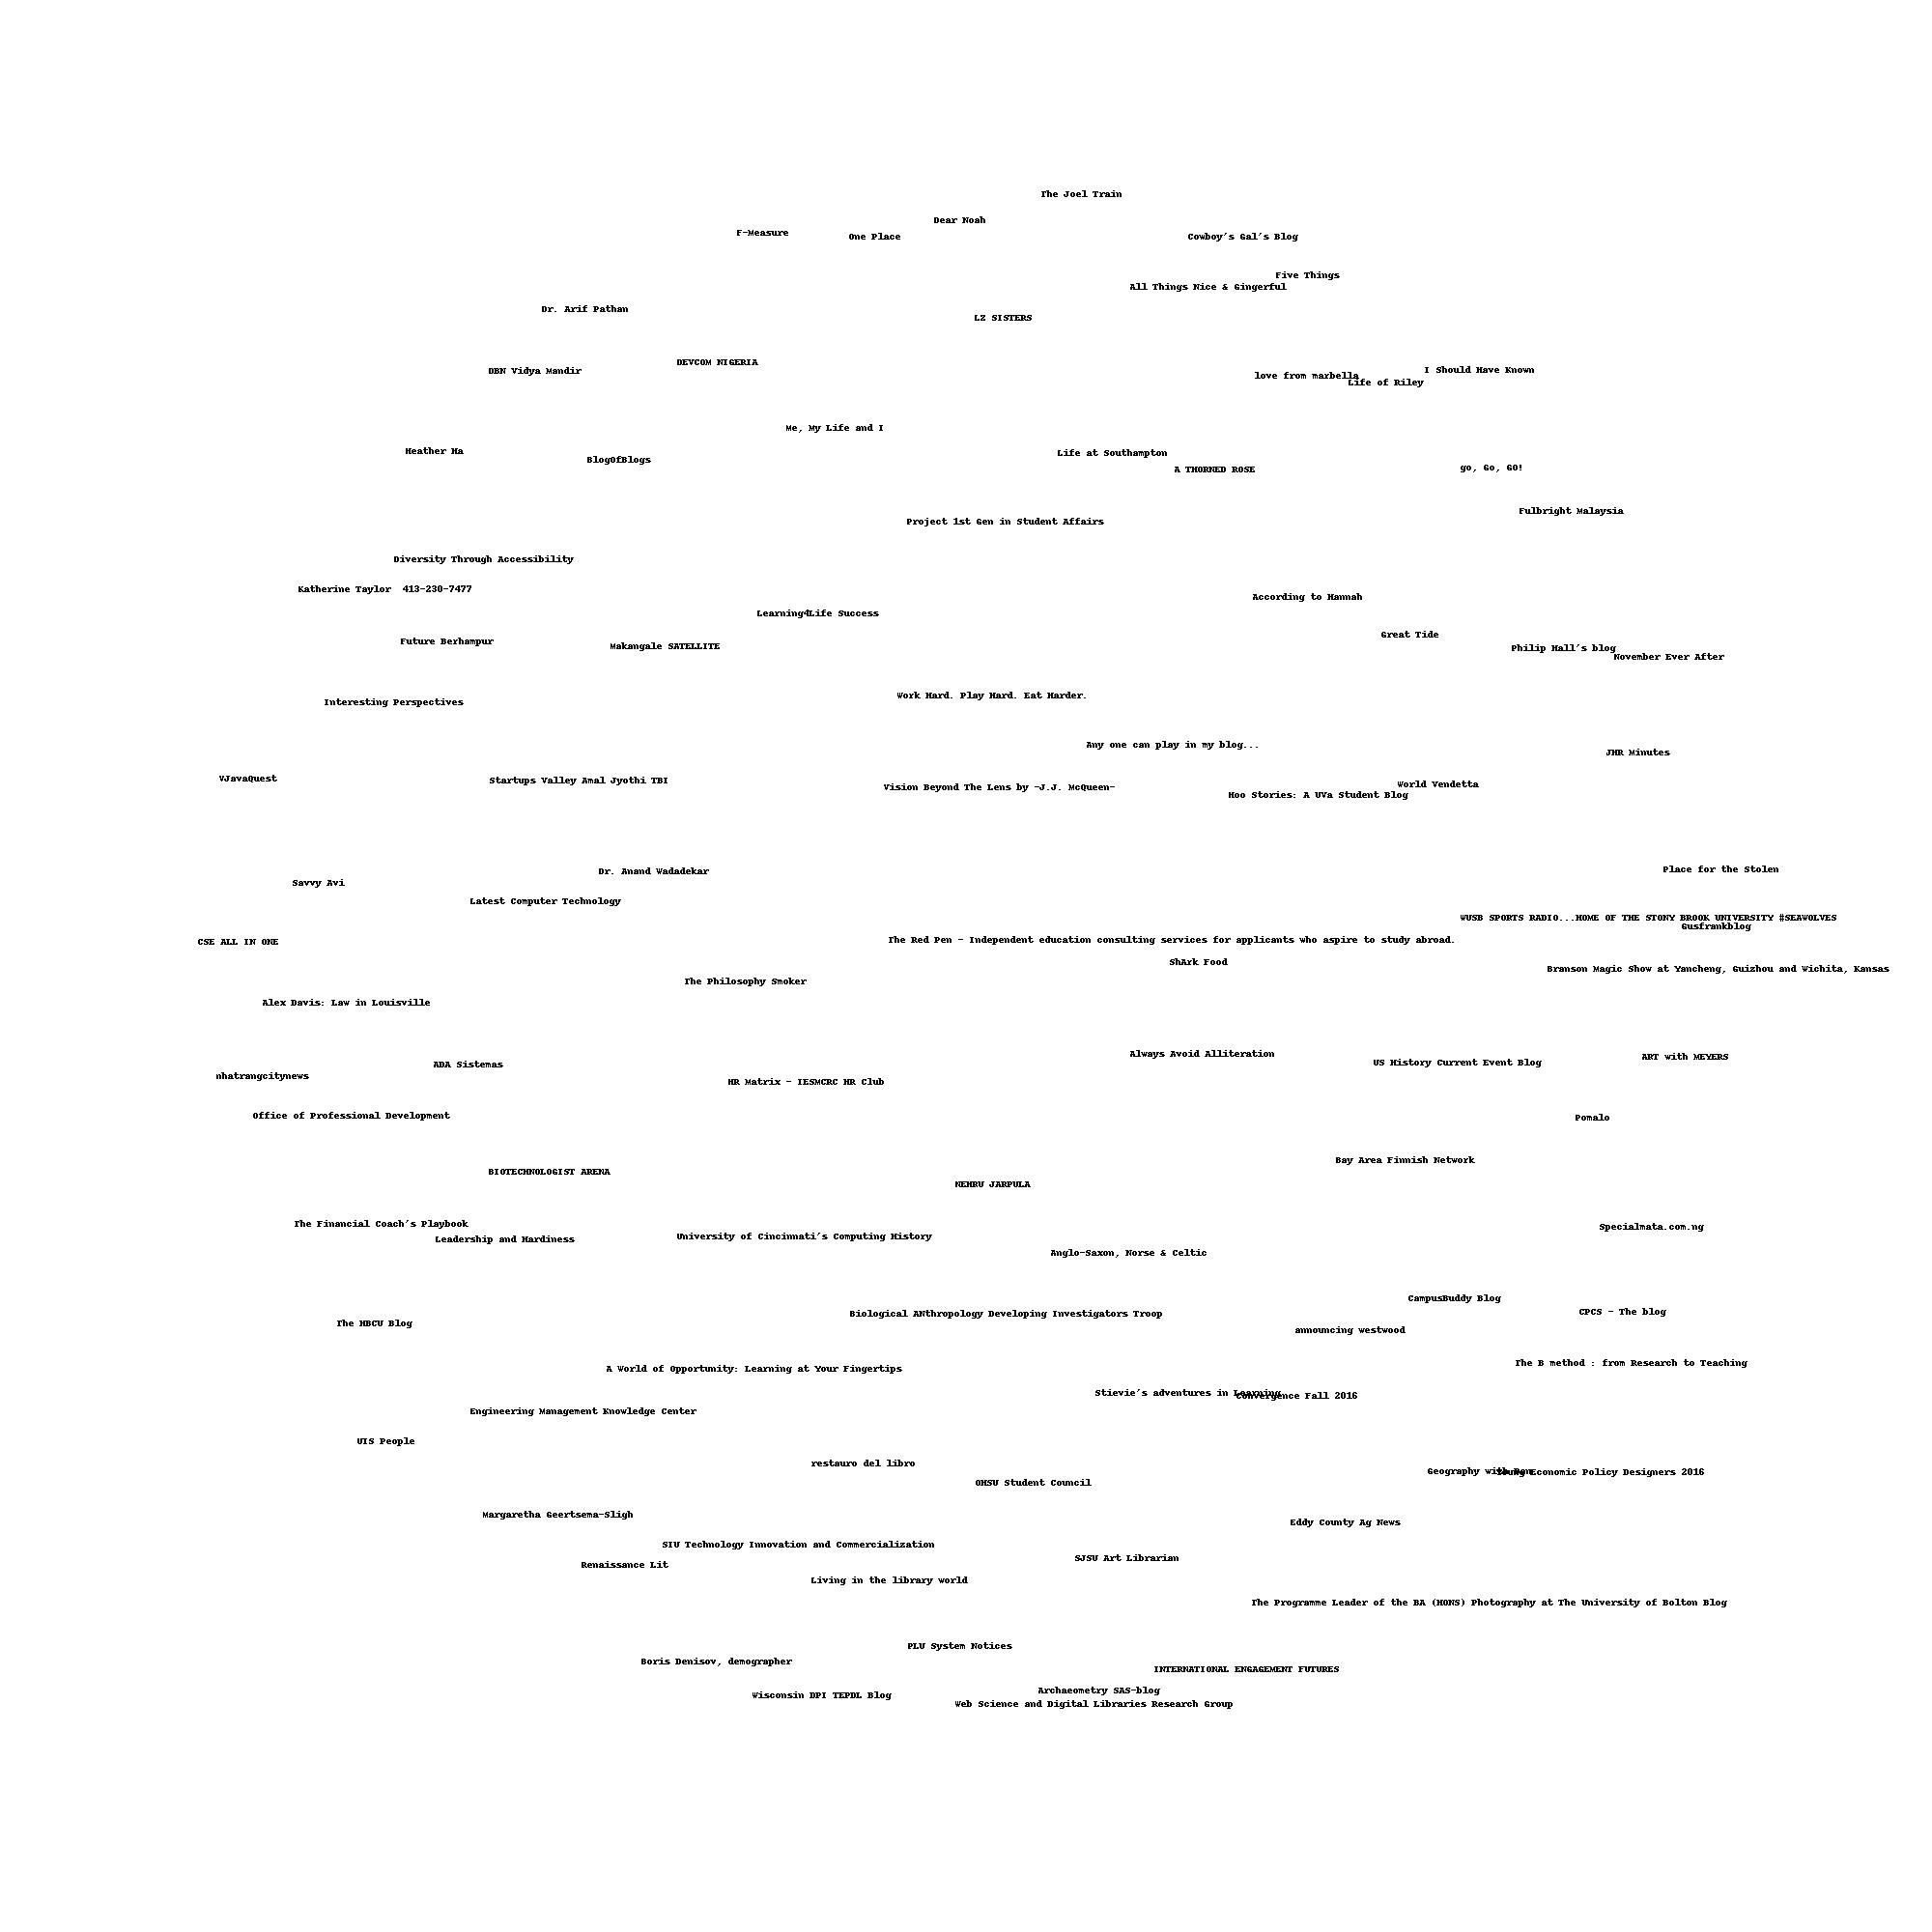 The Joel Train
Dear Noah
F-Measure
One Place
Cowboy's Gal's Blog
Five Things
All Things Nice & Gingerful
Dr. Arif Pathan
LZ SISTERS
DEVCOM NIGERIA
DBN Vidya Mandir
I Should Have Known
love from marbella
Life of Riley
Me, My Life and I
Heather Ha
Life at Southampton
BlogOfBlogs
A THORNED ROSE
go, Go, GO!
Fulbright Malaysia
Project 1st Gen in Student Affairs
Diversity Through Accessibility
Katherine Taylor  413-230-7477
According to Hannah
Learning4Life Success
Great Tide
Future Berhampur
Makangale SATELLITE
Philip Hall's blog
November Ever After
Work Hard. Play Hard. Eat Harder.
Interesting Perspectives
Any one can play in my blog...
JHR Minutes
VJavaQuest
Startups Valley Amal Jyothi TBI
World Vendetta
Vision Beyond The Lens by -J.J. McQueen-
Hoo Stories: A UVa Student Blog
Place for the Stolen
Dr. Anand Wadadekar
Savvy Avi
Latest Computer Technology
WUSB SPORTS RADIO...HOME OF THE STONY BROOK UNIVERSITY #SEAWOLVES
Gusfrankblog
CSE ALL IN ONE
The Red Pen - Independent education consulting services for applicants who aspire to study abroad.
ShArk Food
Branson Magic Show at Yancheng, Guizhou and Wichita, Kansas
The Philosophy Smoker
Alex Davis: Law in Louisville
Always Avoid Alliteration
ART with MEYERS
US History Current Event Blog
ADA Sistemas
nhatrangcitynews
HR Matrix - IESMCRC HR Club
Office of Professional Development
Pomalo
Bay Area Finnish Network
BIOTECHNOLOGIST ARENA
NEHRU JARPULA
The Financial Coach's Playbook
Specialmata.com.ng
University of Cincinnati's Computing History
Leadership and Hardiness
Anglo-Saxon, Norse & Celtic
CampusBuddy Blog
CPCS - The blog
Biological ANthropology Developing Investigators Troop
The HBCU Blog
announcing westwood
The B method : from Research to Teaching
A World of Opportunity: Learning at Your Fingertips
Stievie's adventures in Learning
Convergence Fall 2016
Engineering Management Knowledge Center
UIS People
restauro del libro
Geography with
Economic Policy Designers 2016
OHSU Student Council
Margaretha Geertsema-Sligh
Eddy County Ag News
SIU Technology Innovation and Commercialization
SJSU Art Librarian
Renaissance Lit
Living in the library world
The Programme Leader of the BA (HONS) Photography at The University of Bolton Blog
PLU System Notices
Boris Denisov, demographer
INTERNATIONAL ENGAGEMENT FUTURES
Archaeometry SAS-blog
Wisconsin DPI TEPDL Blog
Web Science and Digital Libraries Research Group